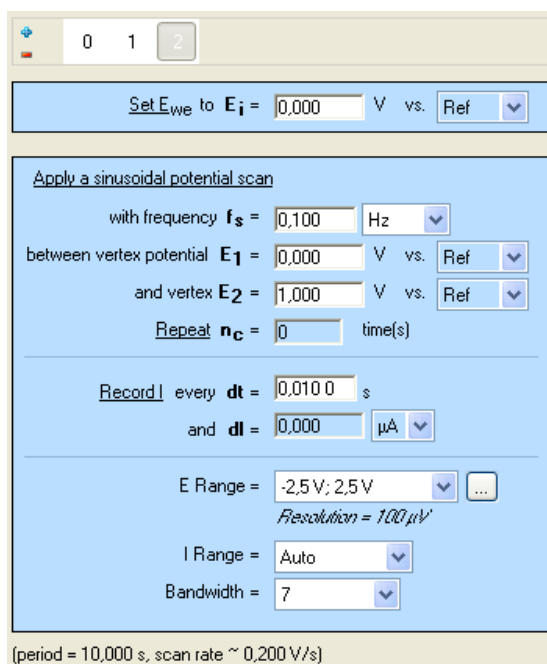 0 1 2
Set Ewe to Ei = 0,000 V vs. Ref
Apply a sinusoidal potential scan
with frequency fs = 0,100 Hz
between vertex potential E1 = 0,000 V vs. Ref
and vertex E2 = 1,000 V vs. Ref
Repeat nc = 0 time(s)
Record I every dt = 0,010 0 s
and dI = 0,000 µA
E Range = -2,5 V; 2,5 V ...
Resolution = 100 µV
I Range = Auto
Bandwidth = 7
(period = 10,000 s, scan rate ~ 0,200 V/s)